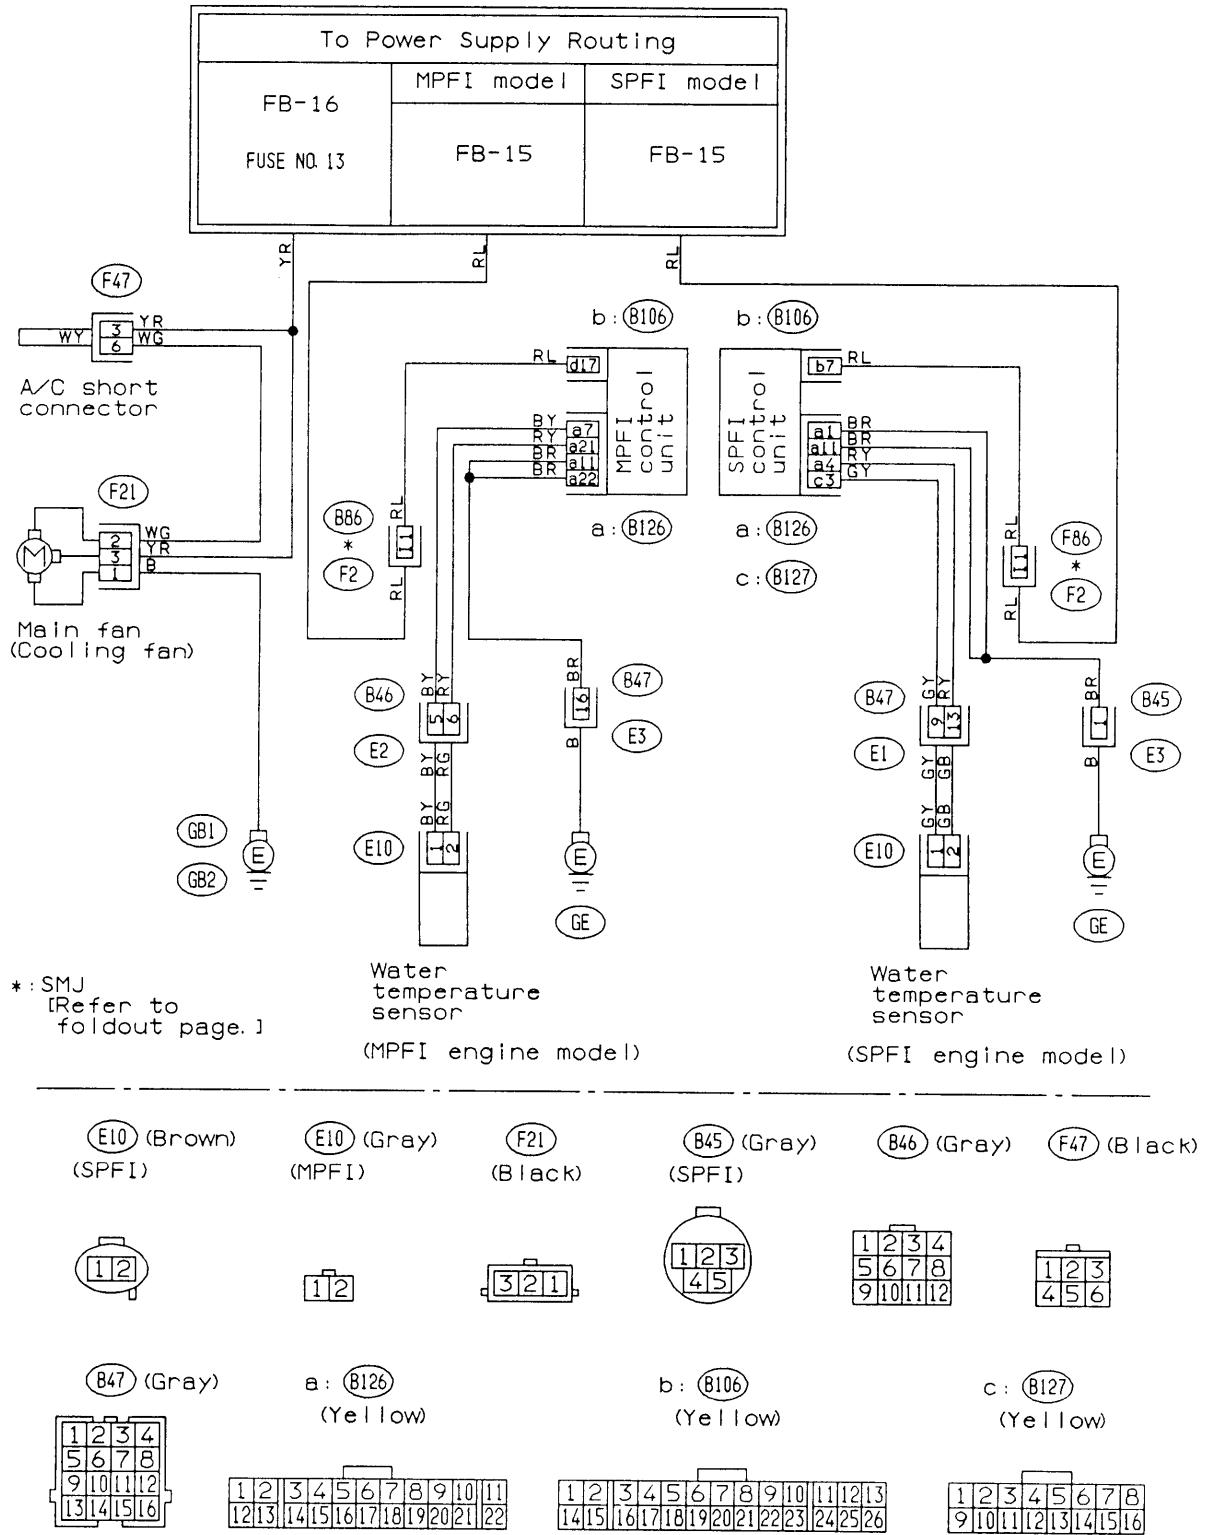 To Power Supply Routing
MPFI model
SPFI model
FB-16
FUSE NO. 13
FB-15
FB-15
YR
RL
RL
F47
WY
3
6
YR
WG
A/C short
connector
b: B106
b: B106
RL
d17
MPFI
control
unit
SPFI
control
unit
b7
RL
BY
RY
BR
BR
a7
a21
a11
a22
a1
a11
a4
c3
BR
BR
RY
GY
a: B126
a: B126
c: B127
F21
M
2
3
1
WG
YR
B
Main fan
(Cooling fan)
B86
*
F2
RL
11
RL
RL
11
RL
F86
*
F2
B46
E2
BY
RY
5
6
BY
RG
BY
RG
E10
1
2
BR
16
B
B47
E3
E
GE
B47
E1
GY
RY
9
13
GY
GB
GY
GB
E10
1
2
BR
1
B
B45
E3
E
GE
GB1
GB2
E
*: SMJ
[Refer to
foldout page.]
Water
temperature
sensor
(MPFI engine model)
Water
temperature
sensor
(SPFI engine model)
E10 (Brown)
(SPFI)
E10 (Gray)
(MPFI)
F21
(Black)
B45 (Gray)
(SPFI)
B46 (Gray)
F47 (Black)
1 2
1 2
3 2 1
1 2 3
4 5
1 2 3 4
5 6 7 8
9 10 11 12
1 2 3
4 5 6
B47 (Gray)
a: B126
(Yellow)
b: B106
(Yellow)
c: B127
(Yellow)
1 2 3 4
5 6 7 8
9 10 11 12
13 14 15 16
1 2 3 4 5 6 7 8 9 10 11
12 13 14 15 16 17 18 19 20 21 22
1 2 3 4 5 6 7 8 9 10 11 12 13
14 15 16 17 18 19 20 21 22 23 24 25 26
1 2 3 4 5 6 7 8
9 10 11 12 13 14 15 16